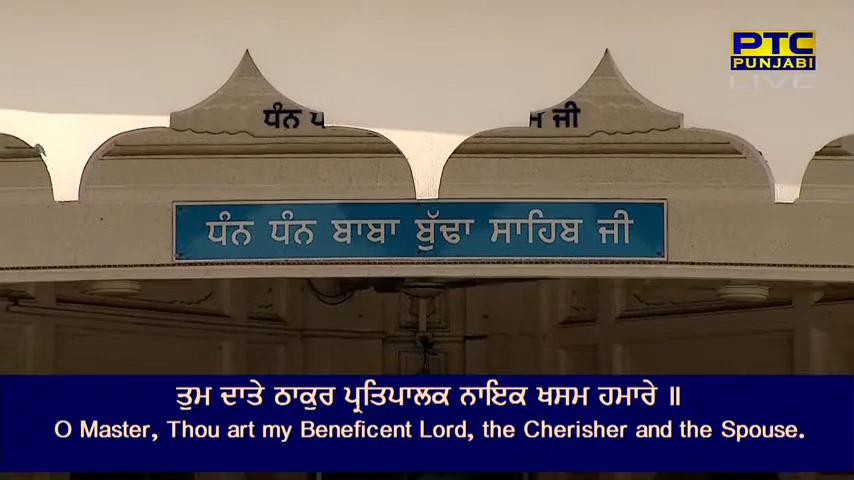 PTC
PUNJABI
LIVE
ਧੰਨ
ਜੀ
ਧੰਨ ਧੰਨ ਬਾਬਾ ਬੁੱਢਾ ਸਾਹਿਬ ਜੀ
ਤੁਮ ਦਾਤੇ ਠਾਕੁਰ ਪ੍ਰਤਿਪਾਲਕ ਨਾਇਕ ਖਸਮ ਹਮਾਰੇ ॥
O Master, Thou art my Beneficent Lord, the Cherisher and the Spouse.